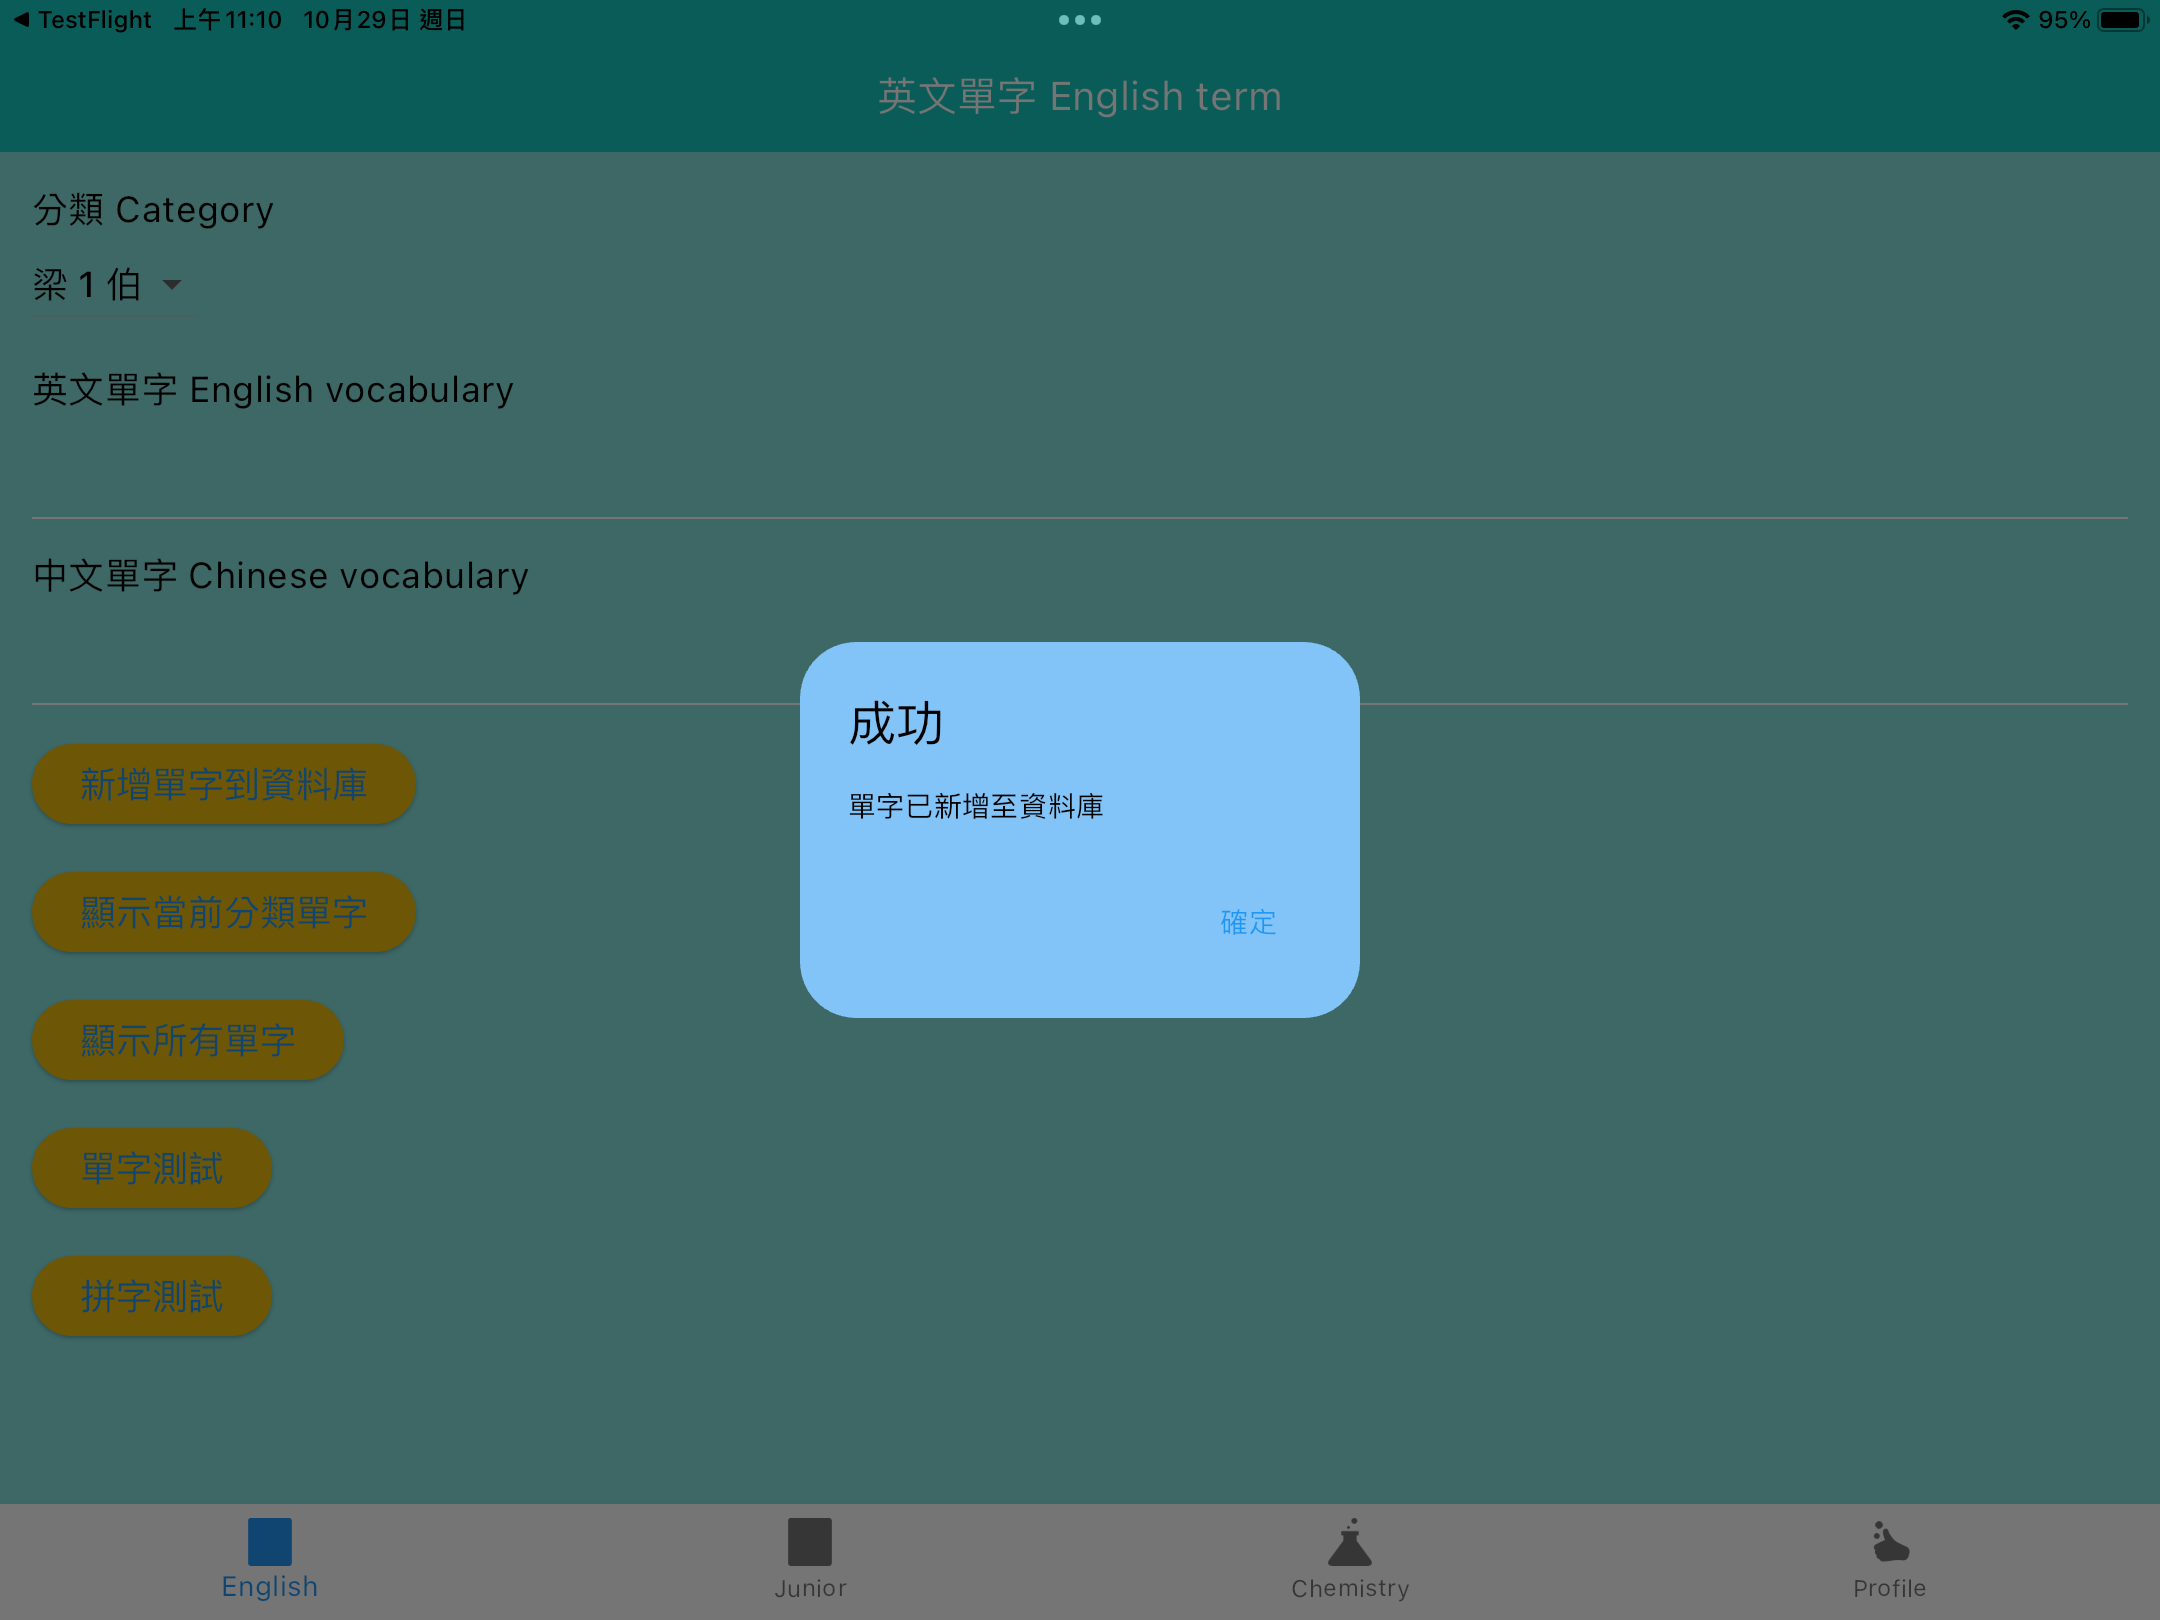 TestFlight 上午11:10 10月29日 週日 95%
英文單字 English term
分類 Category
梁 1 伯
英文單字 English vocabulary
中文單字 Chinese vocabulary
成功
單字已新增至資料庫
確定
新增單字到資料庫
顯示當前分類單字
顯示所有單字
單字測試
拼字測試
English Junior Chemistry Profile